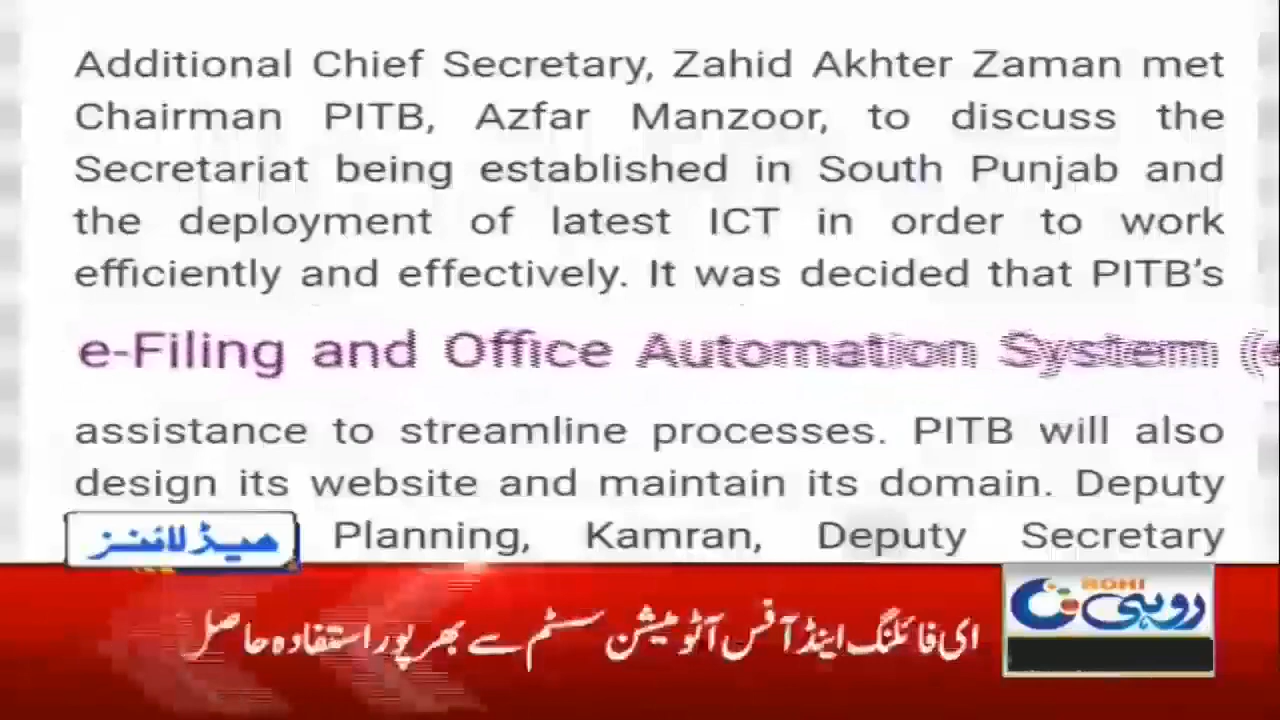 Additional Chief Secretary, Zahid Akhter Zaman met
Chairman PITB, Azfar Manzoor, to discuss the
Secretariat being established in South Punjab and
the deployment of latest ICT in order to work
efficiently and effectively. It was decided that PITB's
e-Filing and Office Automation System (e
assistance to streamline processes. PITB will also
design its website and maintain its domain. Deputy
Planning, Kamran, Deputy Secretary
ہیڈلائنز
ROHI
روہی
ای فائلنگ اینڈ آفس آٹومیشن سسٹم سے بھرپور استفادہ حاصل